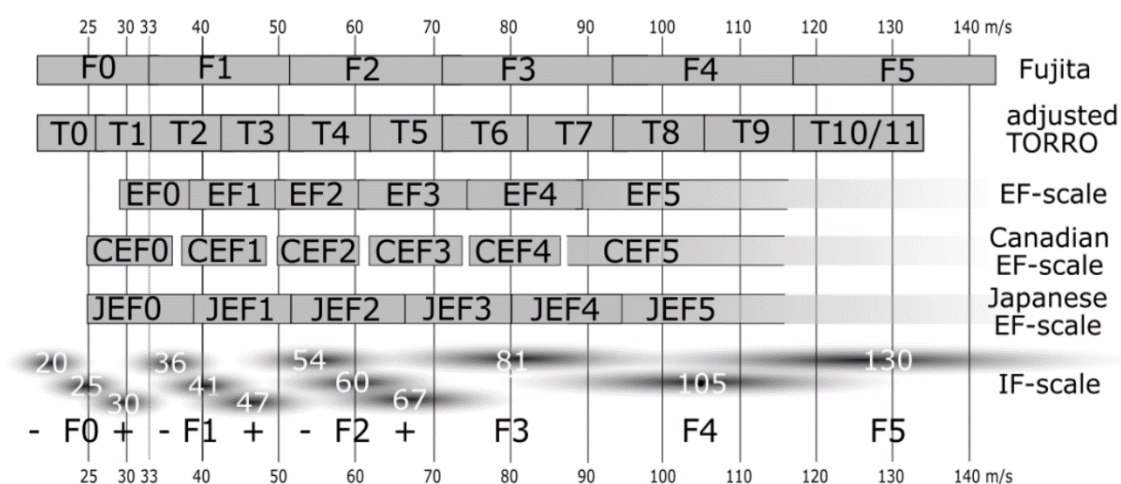 25 30 33 40 50 60 70 80 90 100 110 120 130 140 m/s
F0 F1 F2 F3 F4 F5 Fujita
adjusted
T0 T1 T2 T3 T4 T5 T6 T7 T8 T9 T10/11 TORRO
EF0 EF1 EF2 EF3 EF4 EF5 EF-scale
Canadian
CEF0 CEF1 CEF2 CEF3 CEF4 CEF5 EF-scale
Japanese
JEF0 JEF1 JEF2 JEF3 JEF4 JEF5 EF-scale
20 36 54 81 130
25 41 60 105 IF-scale
30 47 67
- F0 + - F1 + - F2 + F3 F4 F5
25 30 33 40 50 60 70 80 90 100 110 120 130 140 m/s